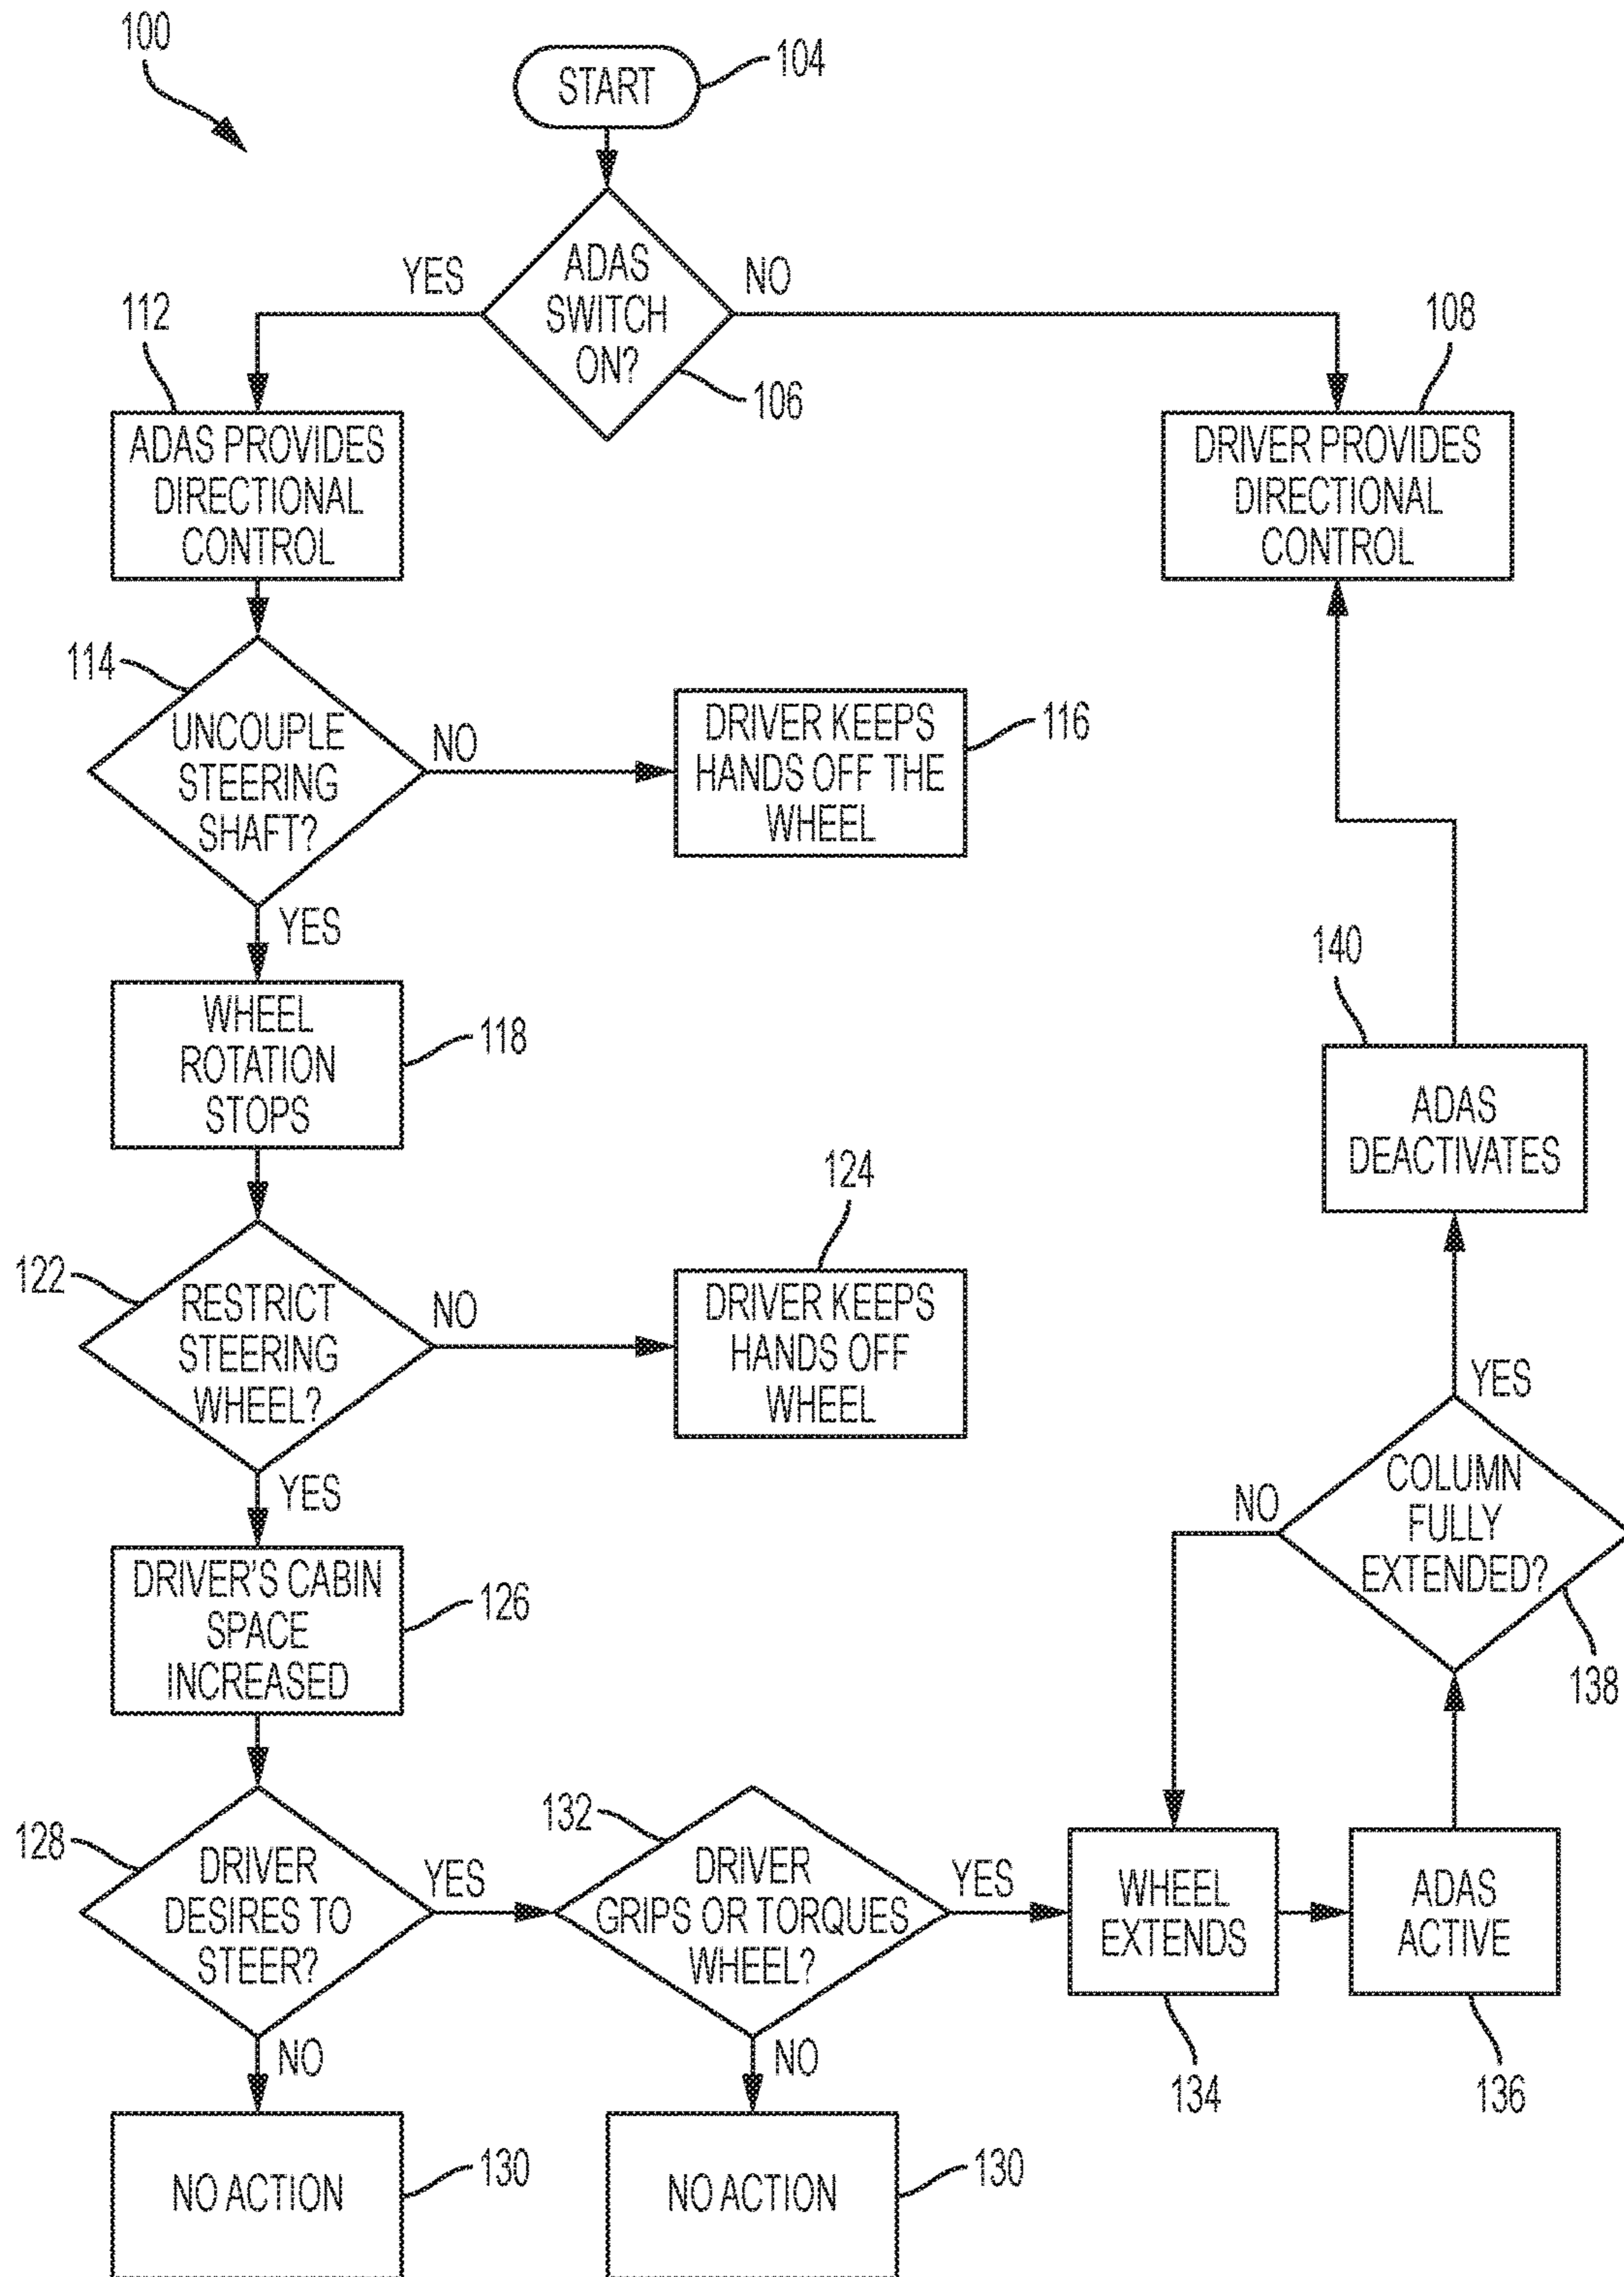 100
START
104
ADAS
SWITCH
ON?
YES
NO
106
112
108
ADAS PROVIDES
DIRECTIONAL
CONTROL
DRIVER PROVIDES
DIRECTIONAL
CONTROL
114
UNCOUPLE
STEERING
SHAFT?
NO
YES
DRIVER KEEPS
HANDS OFF THE
WHEEL
116
WHEEL
ROTATION
STOPS
118
140
ADAS
DEACTIVATES
122
RESTRICT
STEERING
WHEEL?
NO
YES
124
DRIVER KEEPS
HANDS OFF
WHEEL
YES
NO
COLUMN
FULLY
EXTENDED?
138
DRIVER'S CABIN
SPACE
INCREASED
126
128
DRIVER
DESIRES TO
STEER?
YES
NO
132
DRIVER
GRIPS OR TORQUES
WHEEL?
YES
NO
WHEEL
EXTENDS
134
ADAS
ACTIVE
136
NO ACTION
130
NO ACTION
130